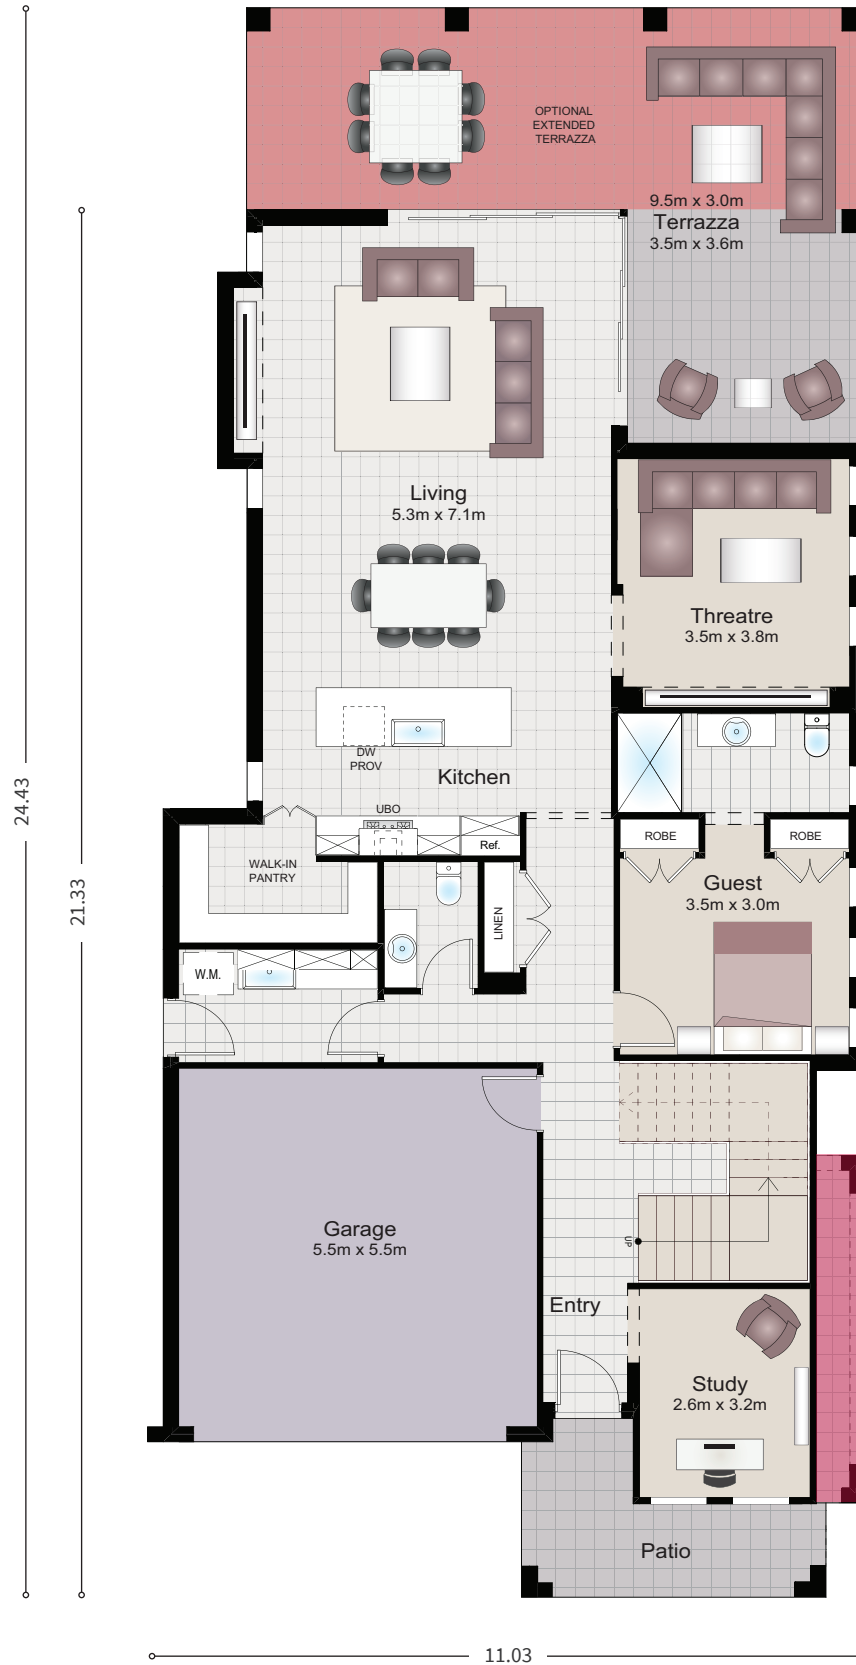 OPTIONAL
EXTENDED
TERRAZZA
9.5m x 3.0m
Terrazza
3.5m x 3.6m
Living
5.3m x 7.1m
Threatre
3.5m x 3.8m
DW
PROV
Kitchen
UBO
Ref.
WALK-IN
PANTRY
LINEN
ROBE
ROBE
Guest
3.5m x 3.0m
W.M.
24.43
21.33
Garage
5.5m x 5.5m
UP
Entry
Study
2.6m x 3.2m
Patio
11.03